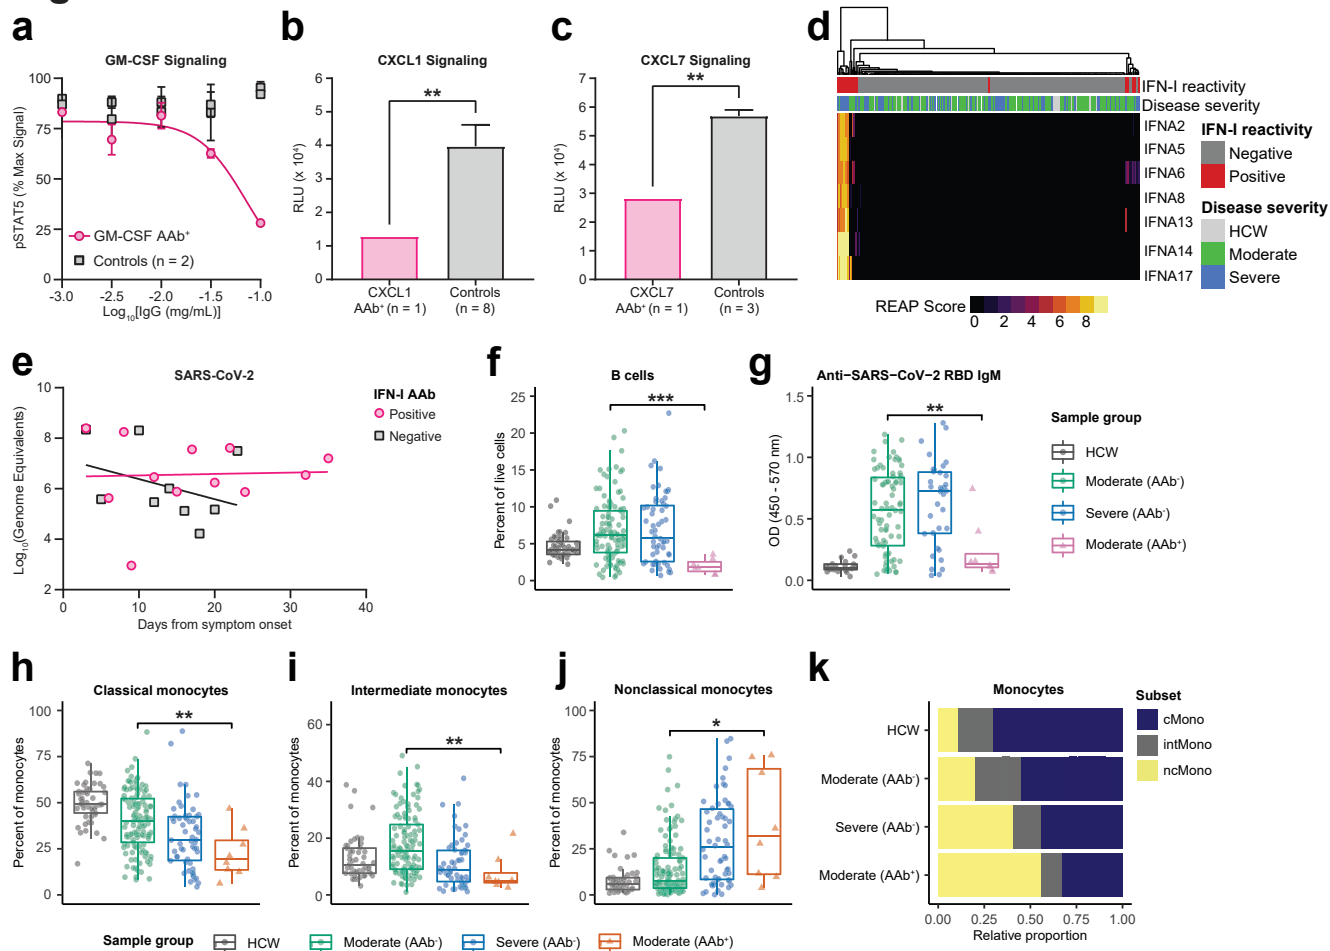 a
GM-CSF Signaling
pSTAT5 (% Max Signal)
100
75
50
25
0
GM-CSF AAb⁺
Controls (n = 2)
-3.0 -2.5 -2.0 -1.5 -1.0
Log₁₀[IgG (mg/mL)]
b
CXCL1 Signaling
**
RLU (x 10⁴)
6
5
4
3
2
1
0
CXCL1 Controls
AAb⁺ (n = 1) (n = 8)
c
CXCL7 Signaling
**
RLU (x 10⁴)
7
6
5
4
3
2
1
0
CXCL7 Controls
AAb⁺ (n = 1) (n = 3)
d
IFN-I reactivity
Disease severity
IFNA2
IFNA5
IFNA6
IFNA8
IFNA13
IFNA14
IFNA17
IFN-I reactivity
Negative
Positive
Disease severity
HCW
Moderate
Severe
REAP Score
0 2 4 6 8
e
SARS-CoV-2
Log₁₀(Genome Equivalents)
10
8
6
4
2
0 10 20 30 40
Days from symptom onset
IFN-I AAb
Positive
Negative
f
B cells
***
Percent of live cells
25
20
15
10
5
0
g
Anti−SARS−CoV−2 RBD IgM
**
OD (450 - 570 nm)
1.5
1.0
0.5
0.0
Sample group
HCW
Moderate (AAb⁻)
Severe (AAb⁻)
Moderate (AAb⁺)
h
Classical monocytes
**
Percent of monocytes
100
75
50
25
0
i
Intermediate monocytes
**
Percent of monocytes
60
40
20
0
j
Nonclassical monocytes
*
Percent of monocytes
100
75
50
25
0
k
Monocytes
HCW
Moderate (AAb⁻)
Severe (AAb⁻)
Moderate (AAb⁺)
0.00 0.25 0.50 0.75 1.00
Relative proportion
Subset
cMono
intMono
ncMono
Sample group HCW Moderate (AAb⁻) Severe (AAb⁻) Moderate (AAb⁺)